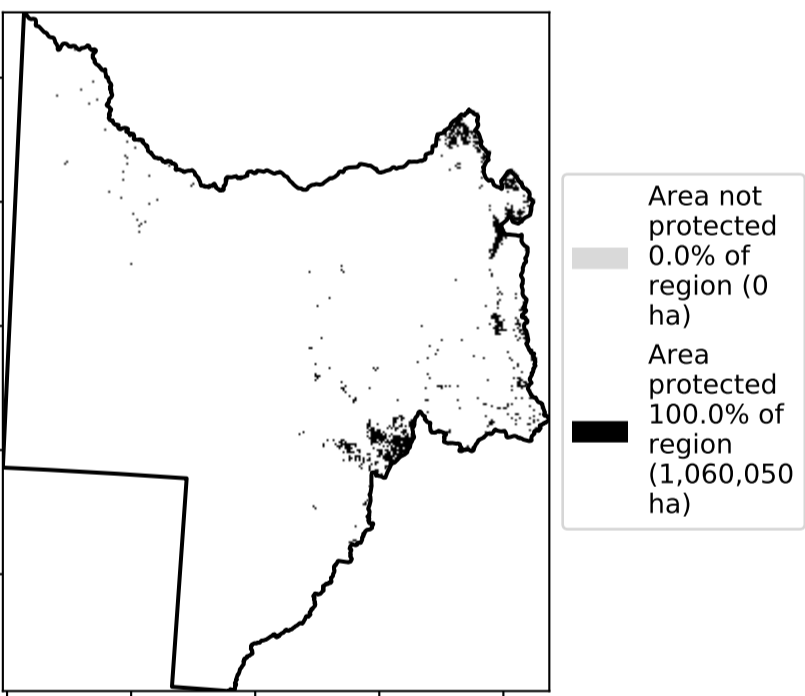 Area not
protected
0.0% of
region (0
ha)
Area
protected
100.0% of
region
(1,060,050
ha)